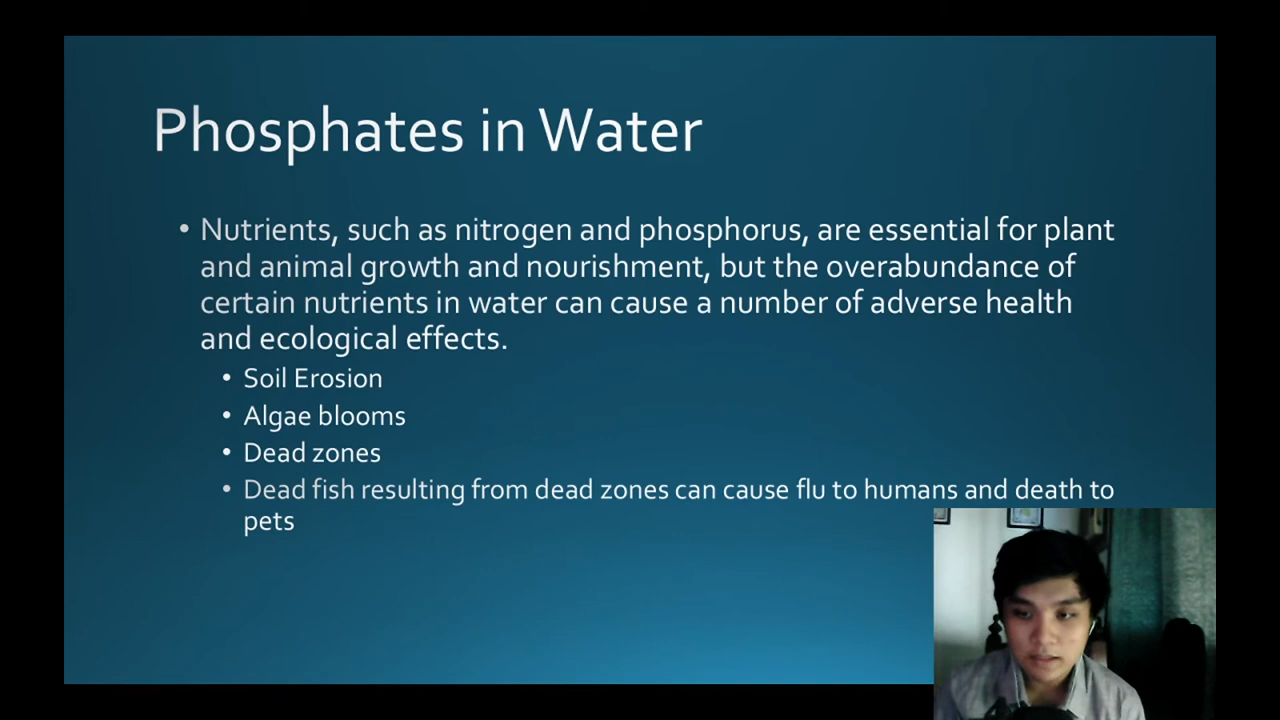 Phosphates in Water
• Nutrients, such as nitrogen and phosphorus, are essential for plant
and animal growth and nourishment, but the overabundance of
certain nutrients in water can cause a number of adverse health
and ecological effects.
• Soil Erosion
• Algae blooms
• Dead zones
• Dead fish resulting from dead zones can cause flu to humans and death to
pets